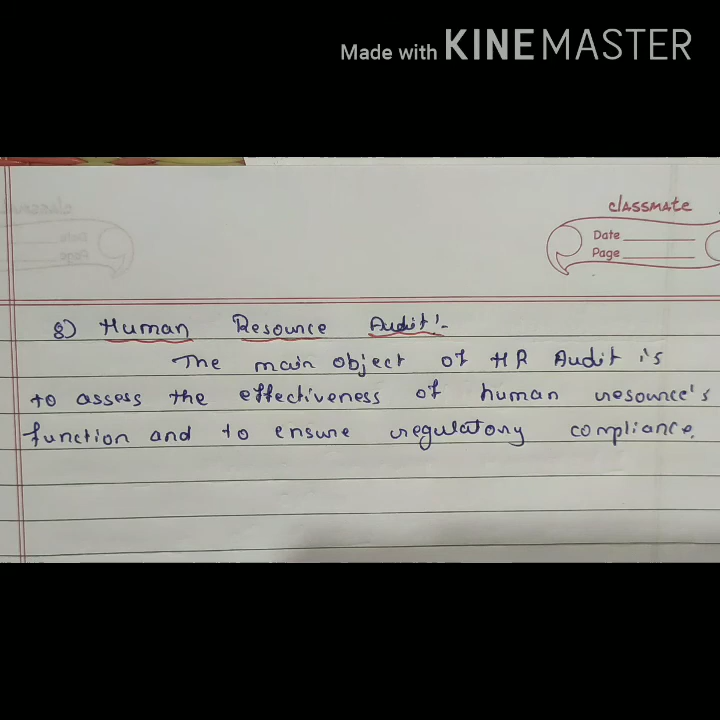 Made with KINEMASTER
classmate
Date
Page
8) Human Resource Audit:-
The main object of HR Audit is
to assess the effectiveness of human resource's
function and to ensure regulatory compliance.